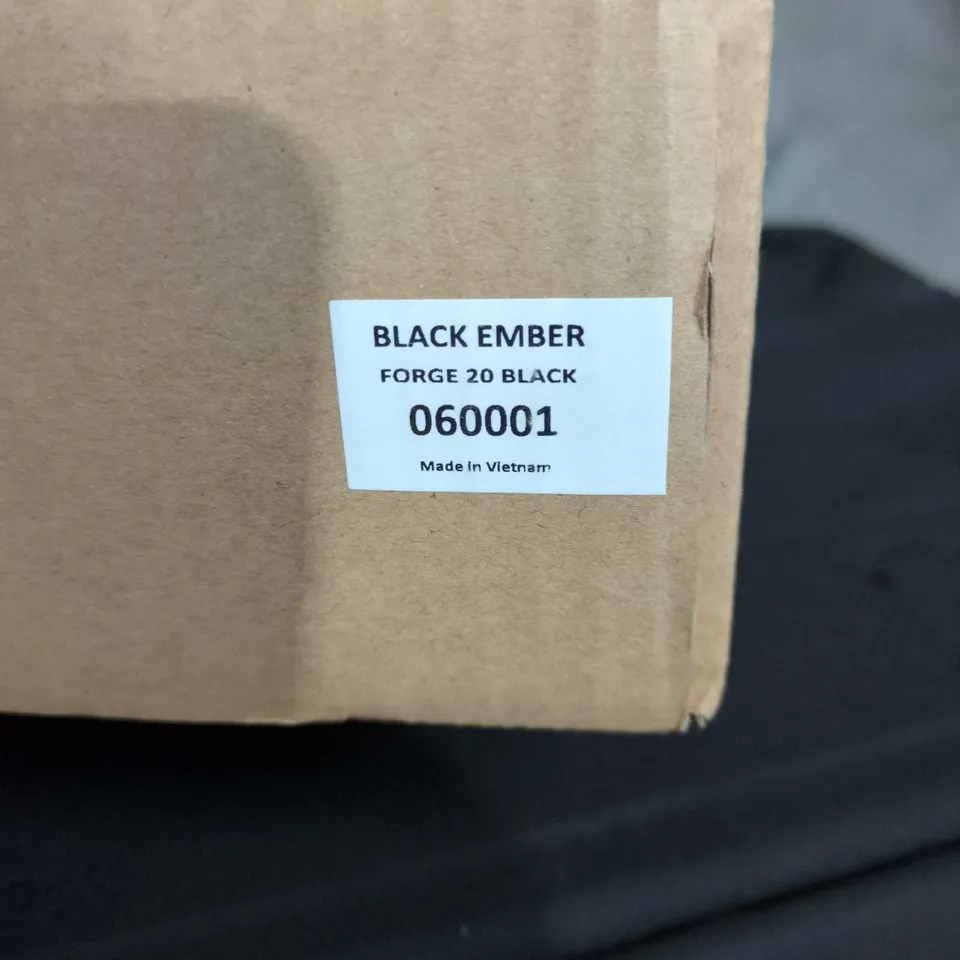 BLACK EMBER
FORGE 20 BLACK
060001
Made in Vietnam